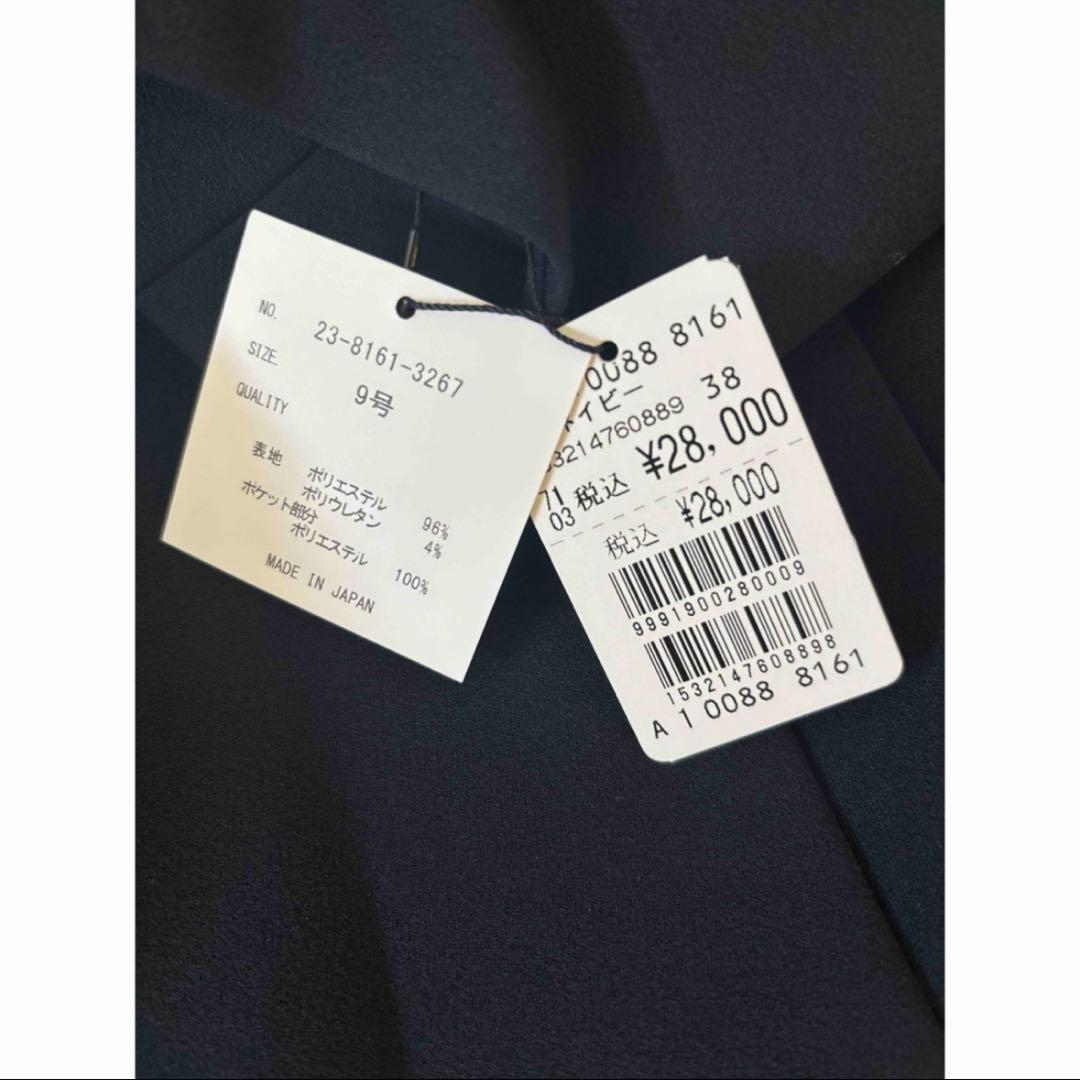 NO. 23-8161-3267
SIZE. 9号
QUALITY
表地 ポリエステル 96%
ポリウレタン 4%
ポケット部分
ポリエステル 100%
MADE IN JAPAN
0088 8161
ネイビー 38
3214760889
71
03 税込 ¥28,000
税込 ¥28,000
9991900280009
1532147608898
A 1 0088 8161